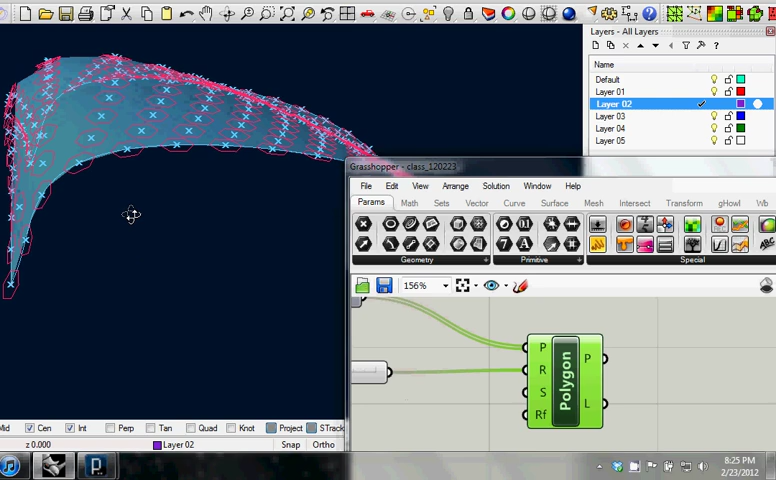 Layers - All Layers
Name
Default
Layer 01
Layer 02
Layer 03
Layer 04
Layer 05
Grasshopper - class_120223
File Edit View Arrange Solution Window Help
Params Math Sets Vector Curve Surface Mesh Intersect Transform gHowl Wb
Geometry Primitive Special
156%
P
R
S
Rf
Polygon
P
L
Mid Cen Int Perp Tan Quad Knot Project STrack
z 0.000 Layer 02 Snap Ortho
8:25 PM
2/23/2012